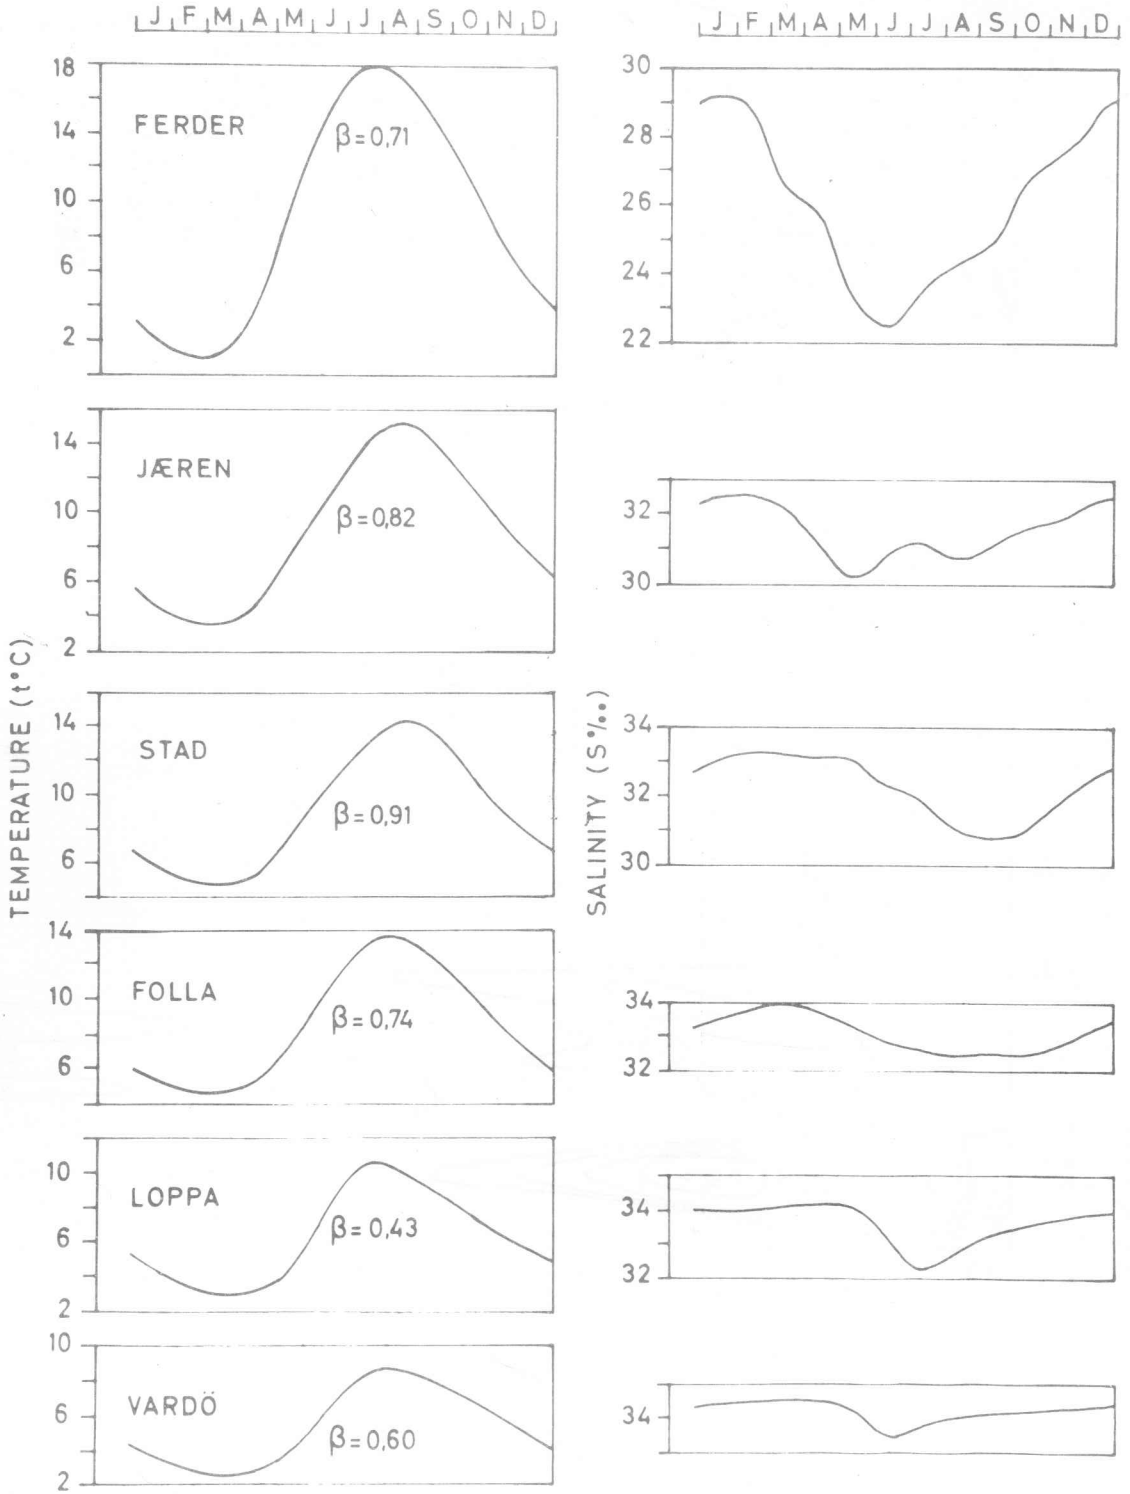 J F M A M J J A S O N D
J F M A M J J A S O N D
TEMPERATURE (t°C)
18
14
10
6
2
FERDER
β=0,71
30
28
26
24
22
14
10
6
2
JÆREN
β=0,82
32
30
14
10
6
STAD
β=0,91
SALINITY (S‰)
34
32
30
14
10
6
FOLLA
β=0,74
34
32
10
6
2
LOPPA
β=0,43
34
32
10
6
2
VARDÖ
β=0,60
34